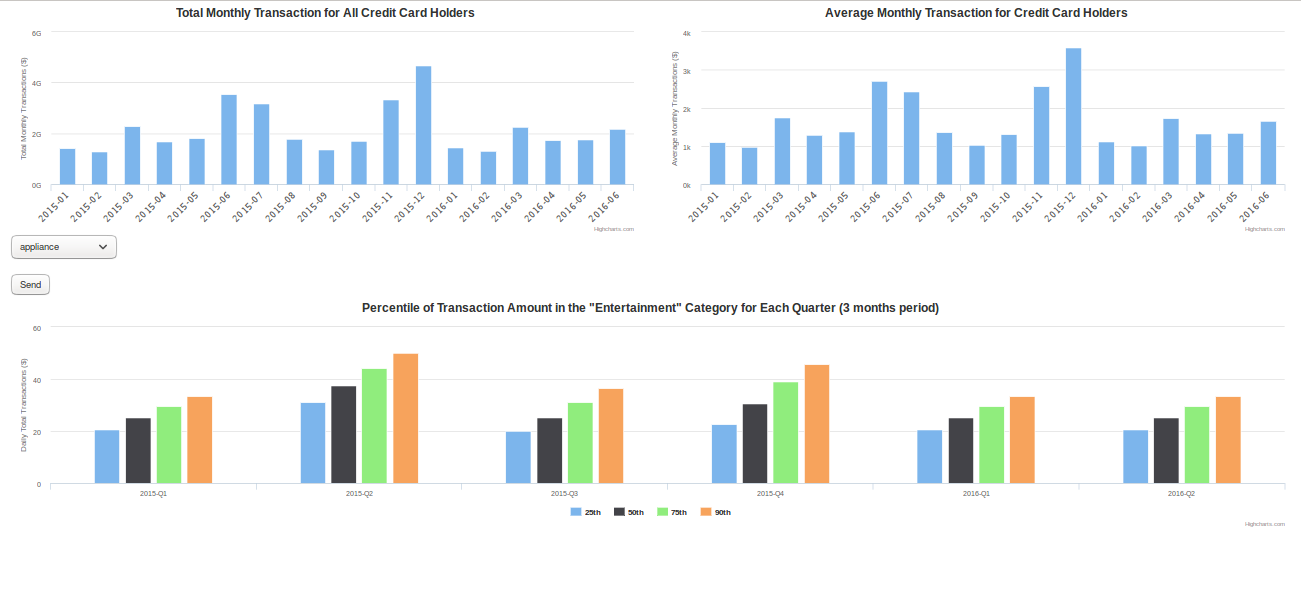 Total Monthly Transaction for All Credit Card Holders
Total Monthly Transactions ($)
6G
4G
2G
0G
2015-01 2015-02 2015-03 2015-04 2015-05 2015-06 2015-07 2015-08 2015-09 2015-10 2015-11 2015-12 2016-01 2016-02 2016-03 2016-04 2016-05 2016-06
Highcharts.com
Average Monthly Transaction for Credit Card Holders
Average Monthly Transactions ($)
4k
3k
2k
1k
0k
2015-01 2015-02 2015-03 2015-04 2015-05 2015-06 2015-07 2015-08 2015-09 2015-10 2015-11 2015-12 2016-01 2016-02 2016-03 2016-04 2016-05 2016-06
Highcharts.com
appliance
Send
Percentile of Transaction Amount in the "Entertainment" Category for Each Quarter (3 months period)
Daily Total Transactions ($)
60
40
20
0
2015-Q1 2015-Q2 2015-Q3 2015-Q4 2016-Q1 2016-Q2
25th 50th 75th 90th
Highcharts.com